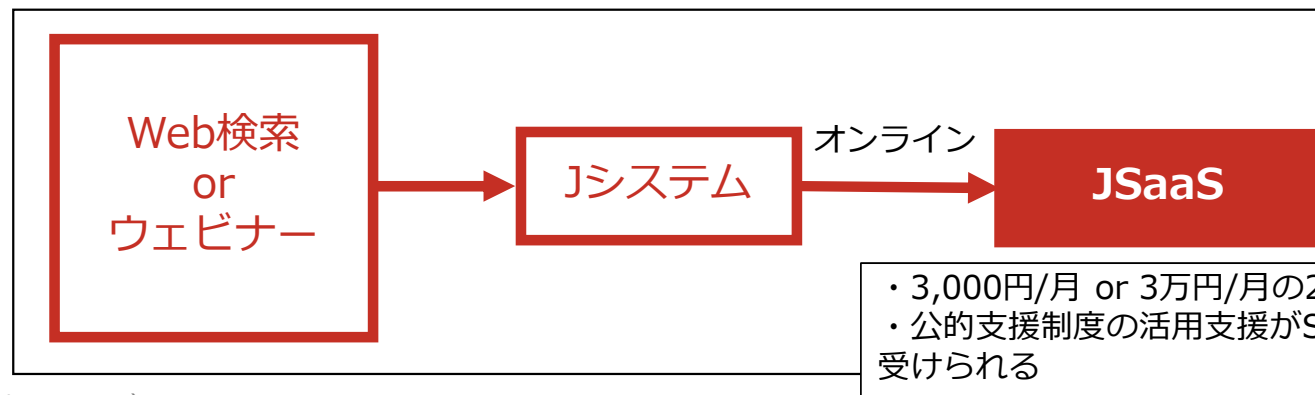 Web検索
or
ウェビナー
Jシステム
オンライン
JSaaS
・3,000円/月 or 3万円/月の2
・公的支援制度の活用支援がS
受けられる